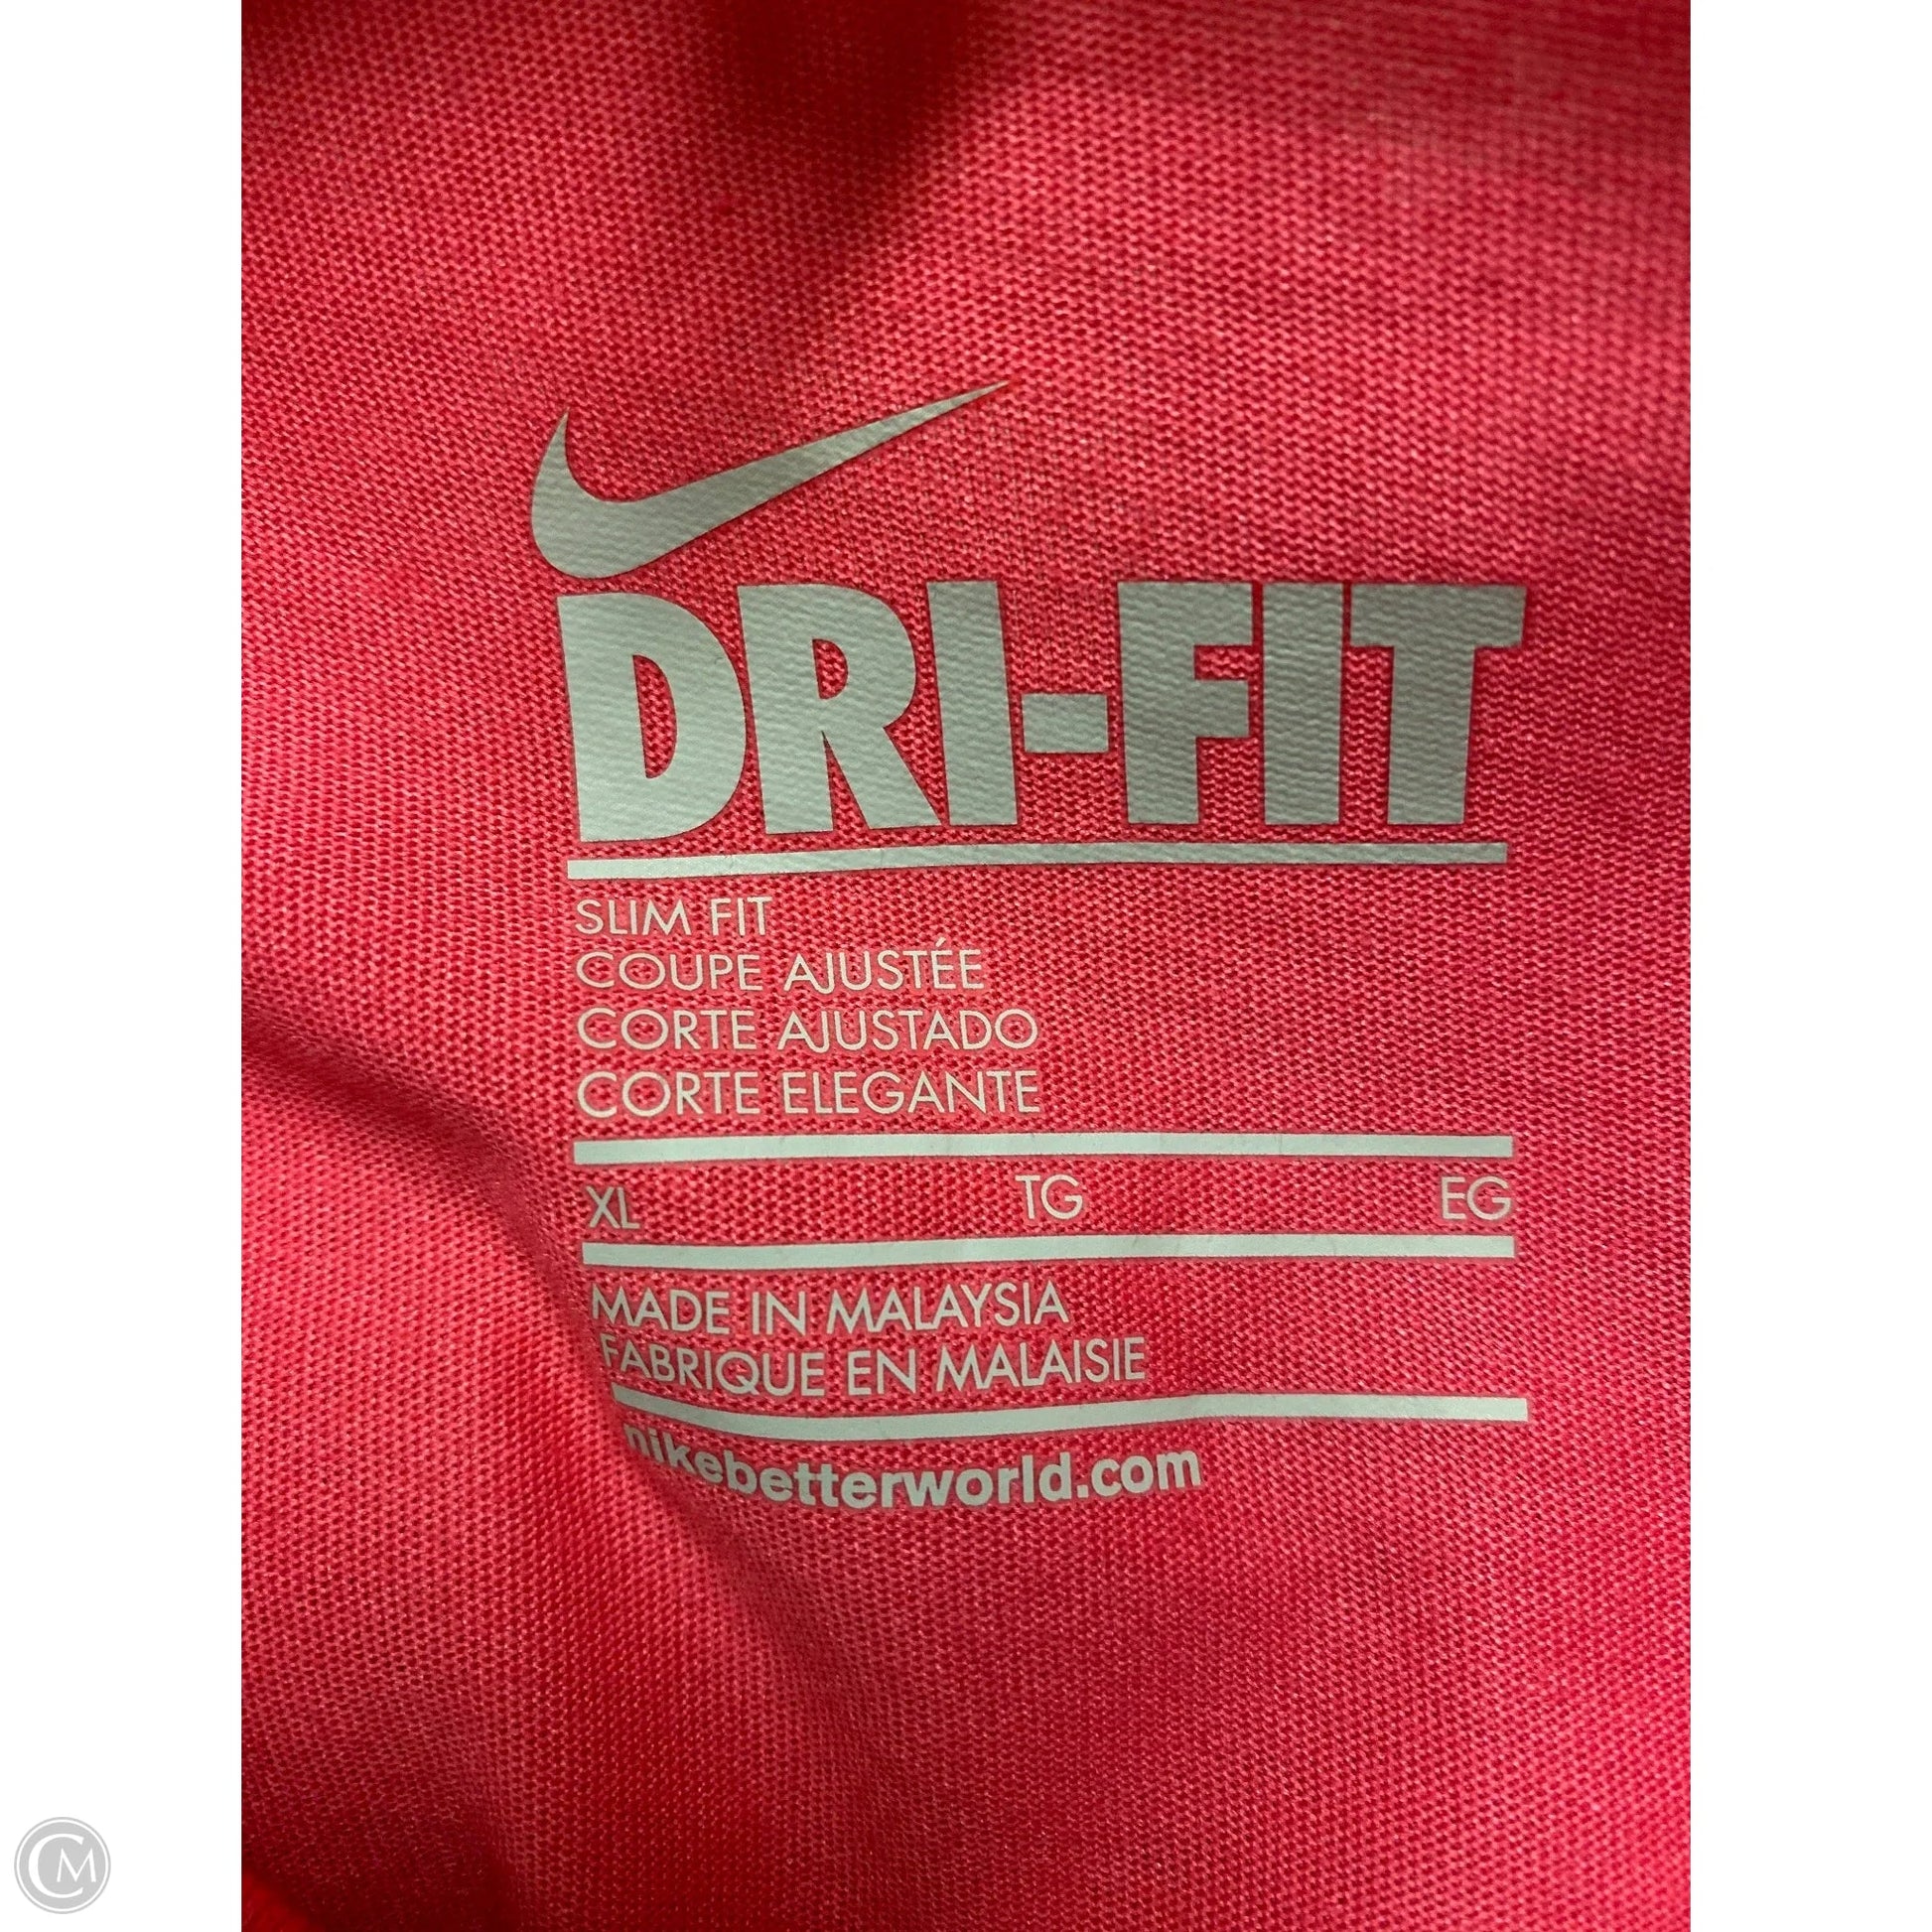 DRI-FIT
SLIM FIT
COUPE AJUSTÉE
CORTE AJUSTADO
CORTE ELEGANTE
XL TG EG
MADE IN MALAYSIA
FABRIQUE EN MALAISIE
nikebetterworld.com
CM